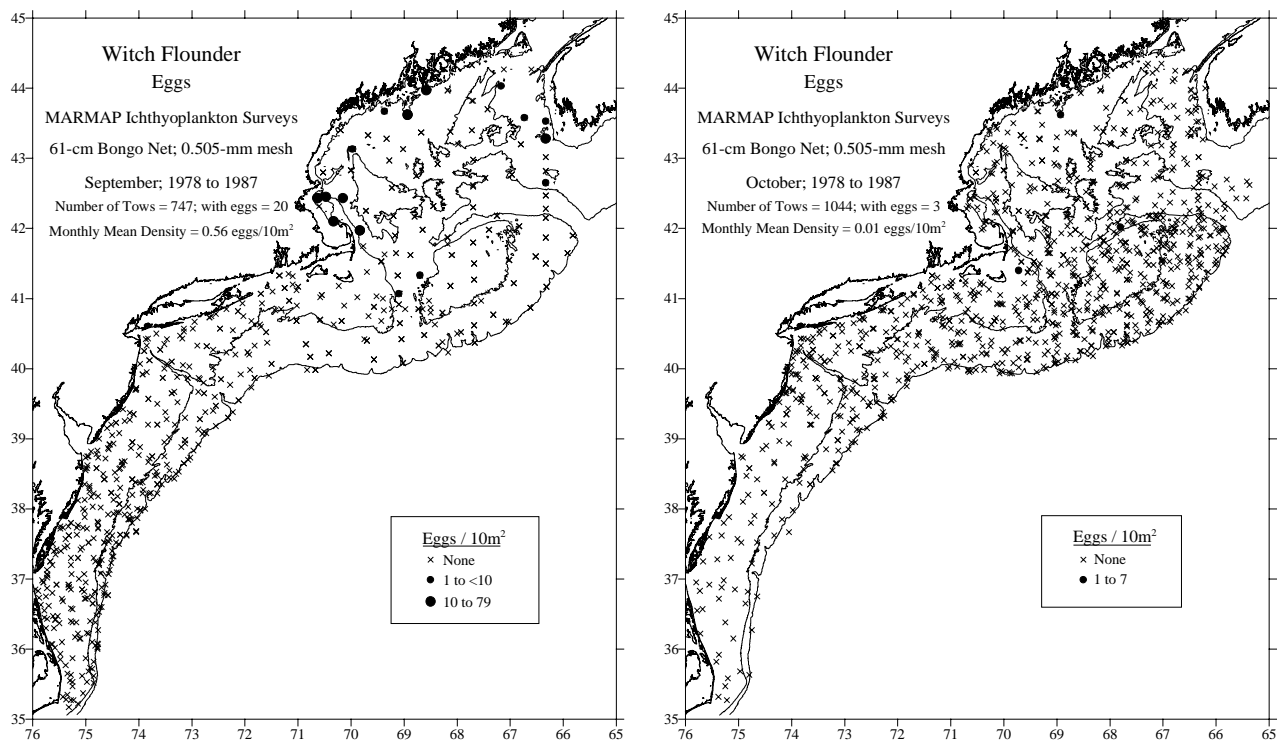 Witch Flounder
Eggs
MARMAP Ichthyoplankton Surveys
61-cm Bongo Net; 0.505-mm mesh
September; 1978 to 1987
Number of Tows = 747; with eggs = 20
Monthly Mean Density = 0.56 eggs/10m²
Eggs / 10m²
× None
● 1 to <10
● 10 to 79
45
44
43
42
41
40
39
38
37
36
35
76 75 74 73 72 71 70 69 68 67 66 65
Witch Flounder
Eggs
MARMAP Ichthyoplankton Surveys
61-cm Bongo Net; 0.505-mm mesh
October; 1978 to 1987
Number of Tows = 1044; with eggs = 3
Monthly Mean Density = 0.01 eggs/10m²
Eggs / 10m²
× None
● 1 to 7
45
44
43
42
41
40
39
38
37
36
35
76 75 74 73 72 71 70 69 68 67 66 65